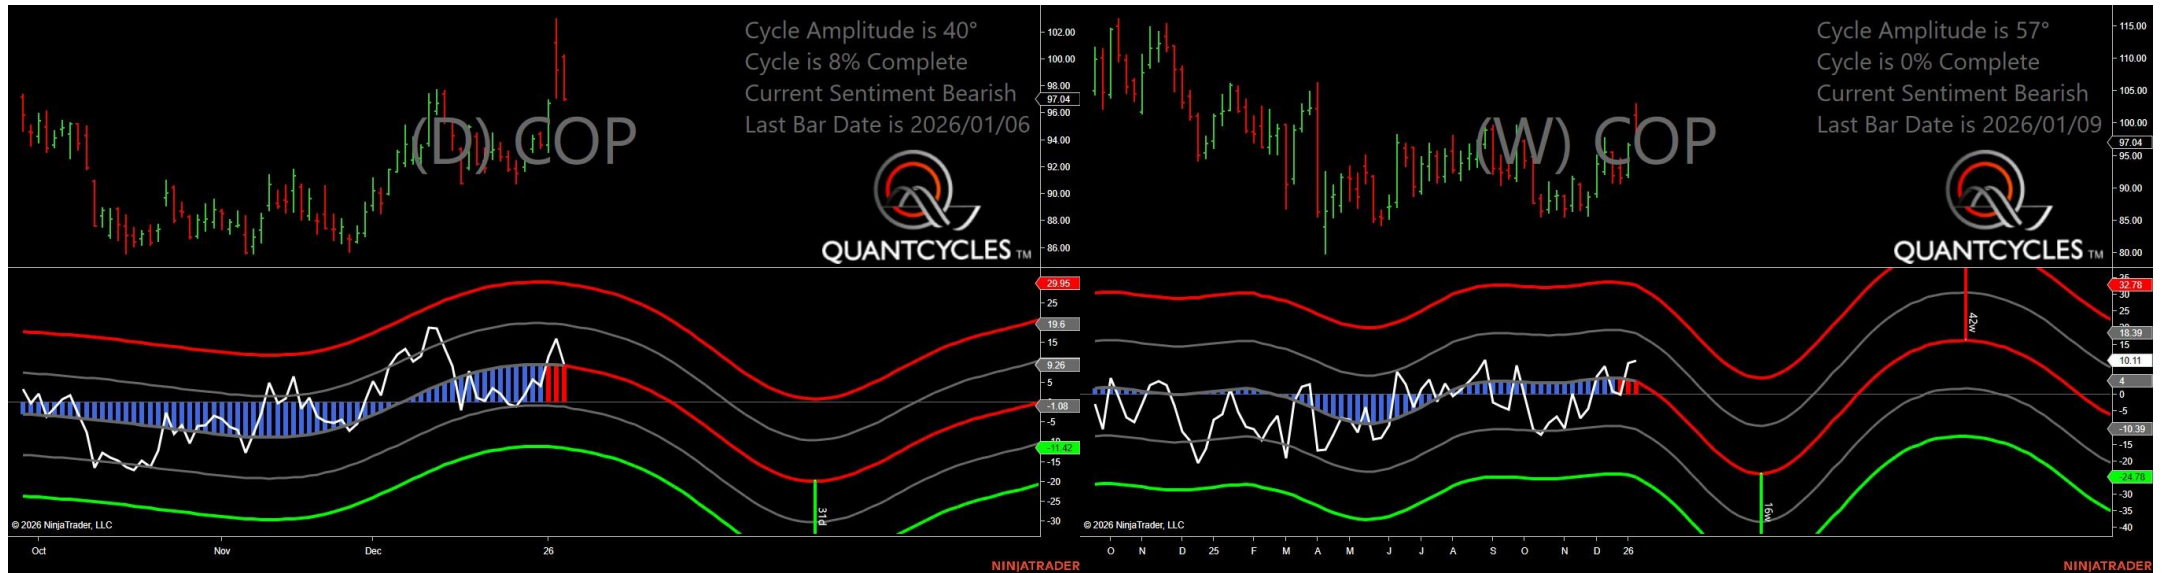 Cycle Amplitude is 40°
Cycle is 8% Complete
Current Sentiment Bearish
Last Bar Date is 2026/01/06
(D) COP
QUANTCYCLES TM
102.00
100.00
98.00
97.04
96.00
94.00
92.00
90.00
88.00
86.00
29.95
25
19.6
15
9.26
5
-1.08
-5
-11.42
-15
-20
-25
-30
31d
© 2026 NinjaTrader, LLC
Oct Nov Dec 26
NINJATRADER
Cycle Amplitude is 57°
Cycle is 0% Complete
Current Sentiment Bearish
Last Bar Date is 2026/01/09
(W) COP
QUANTCYCLES TM
115.00
110.00
105.00
100.00
97.04
95.00
90.00
85.00
80.00
32.78
30
25
18.39
15
10.11
4
0
-5
-10.39
-15
-20
-24.78
-30
-35
-40
42w
16w
© 2026 NinjaTrader, LLC
O N D 25 F M A M J J A S O N D 26
NINJATRADER